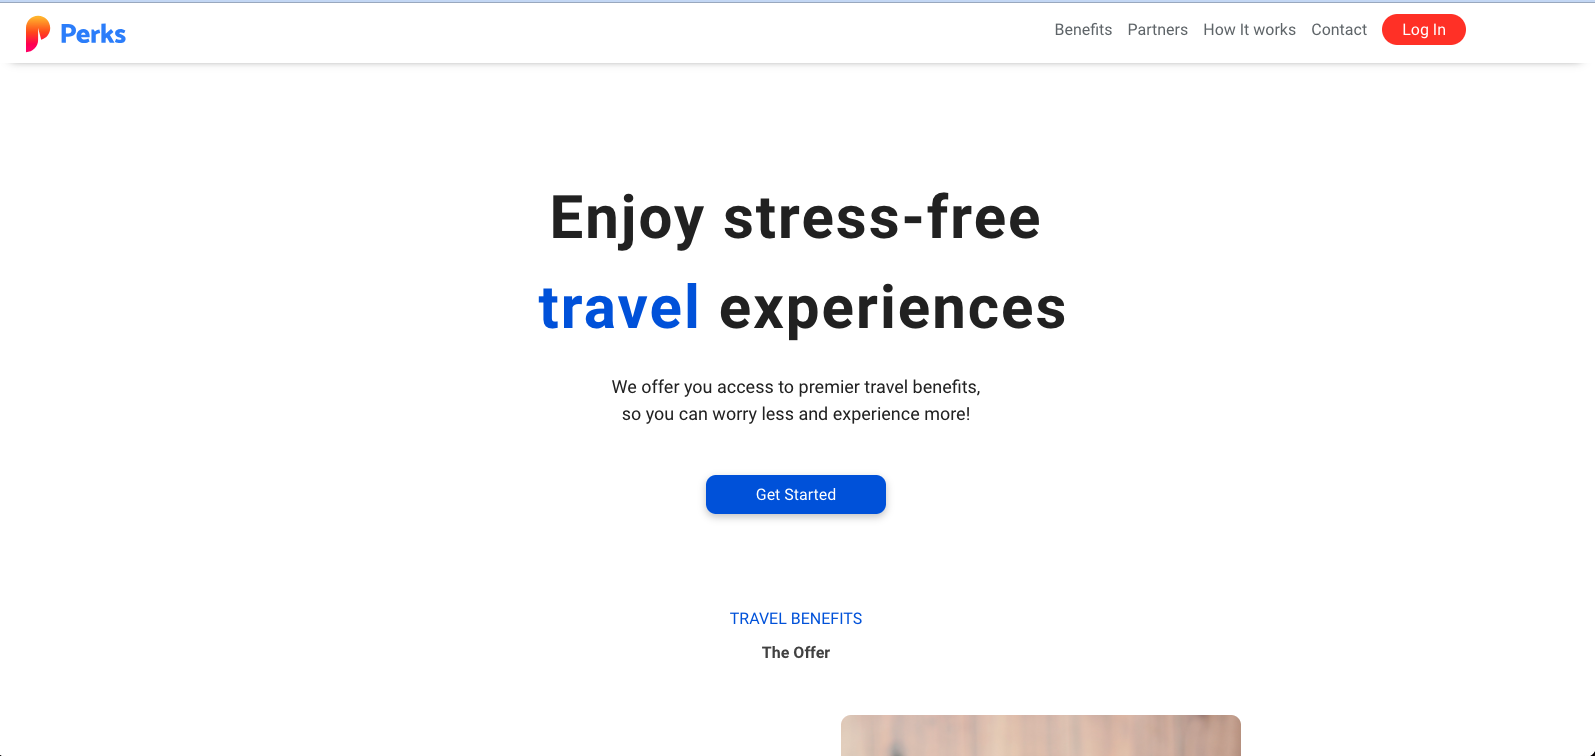 Perks
Benefits Partners How It works Contact Log In
Enjoy stress-free
travel experiences
We offer you access to premier travel benefits,
so you can worry less and experience more!
Get Started
TRAVEL BENEFITS
The Offer